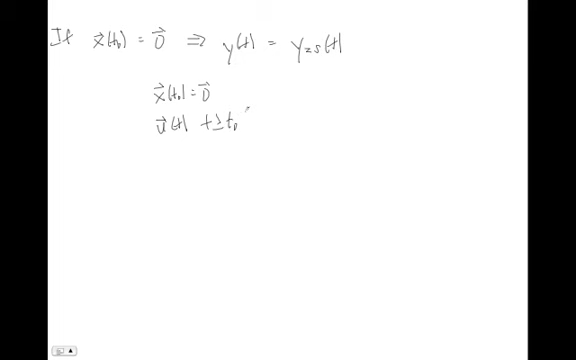 If x⃗(t₀) = 0⃗ ⇒ y(t) = y_zs(t)
x⃗(t₀) = 0⃗
u⃗(t) t ≥ t₀